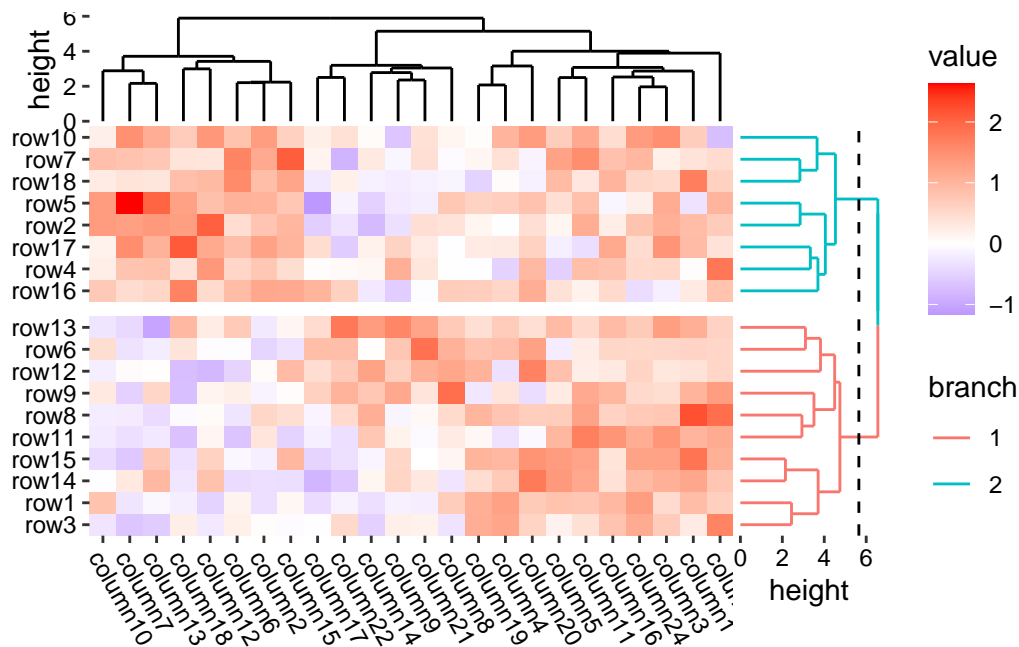 6
4
2
0
height
row10
row7
row18
row5
row2
row17
row4
row16
row13
row6
row12
row9
row8
row11
row15
row14
row1
row3
column10
column7
column13
column18
column12
column6
column2
column15
column17
column22
column14
column9
column21
column8
column19
column4
column20
column5
column11
column16
column24
column3
column1
0 2 4 6
height
value
2
1
0
−1
branch
1
2